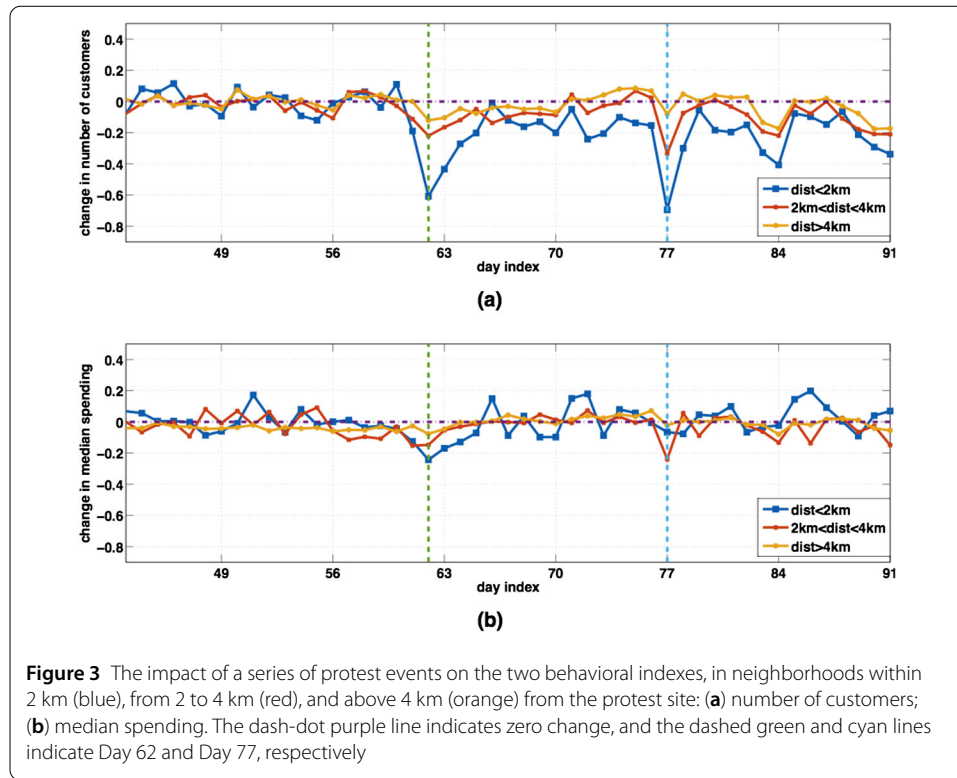 0.4
0.2
0
−0.2
−0.4
−0.6
−0.8
change in number of customers
dist<2km
2km<dist<4km
dist>4km
49 56 63 70 77 84 91
day index
(a)
0.4
0.2
0
−0.2
−0.4
−0.6
−0.8
change in median spending
dist<2km
2km<dist<4km
dist>4km
49 56 63 70 77 84 91
day index
(b)
Figure 3 The impact of a series of protest events on the two behavioral indexes, in neighborhoods within
2 km (blue), from 2 to 4 km (red), and above 4 km (orange) from the protest site: (a) number of customers;
(b) median spending. The dash-dot purple line indicates zero change, and the dashed green and cyan lines
indicate Day 62 and Day 77, respectively